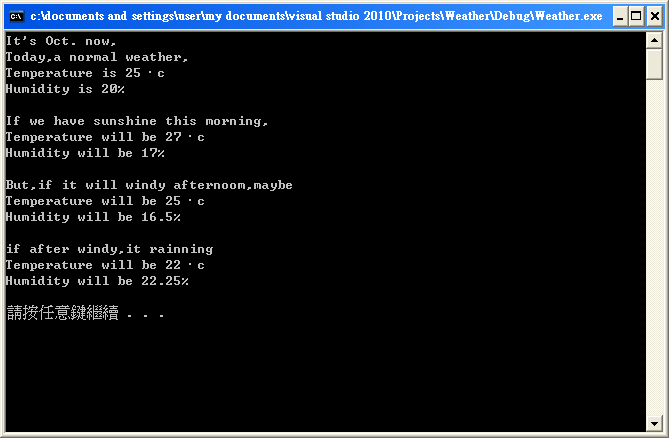 c:\documents and settings\user\my documents\visual studio 2010\Projects\Weather\Debug\Weather.exe
It's Oct. now,
Today,a normal weather,
Temperature is 25‧c
Humidity is 20%
If we have sunshine this morning,
Temperature will be 27‧c
Humidity will be 17%
But,if it will windy afternoom,maybe
Temperature will be 25‧c
Humidity will be 16.5%
if after windy,it rainning
Temperature will be 22‧c
Humidity will be 22.25%
請按任意鍵繼續 . . .